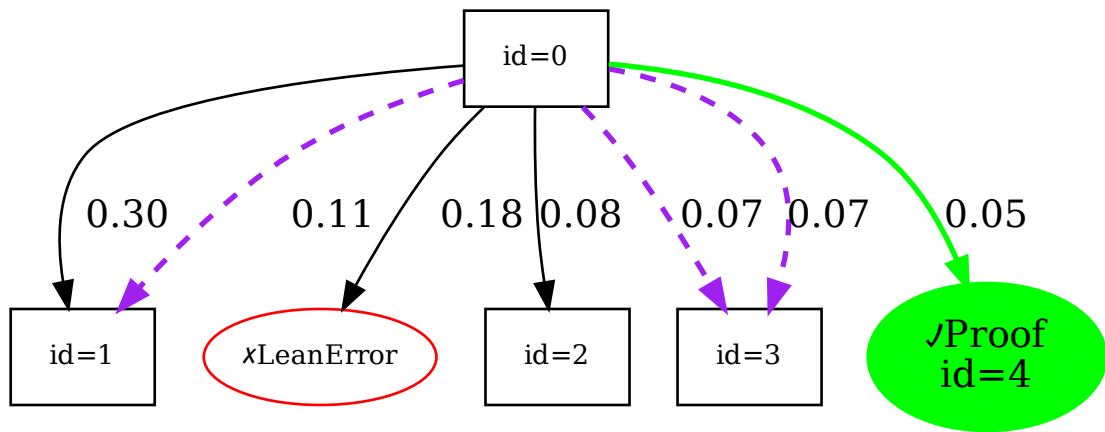 id=0
0.30
0.11
0.18
0.08
0.07
0.07
0.05
id=1
✗LeanError
id=2
id=3
✓Proof
id=4